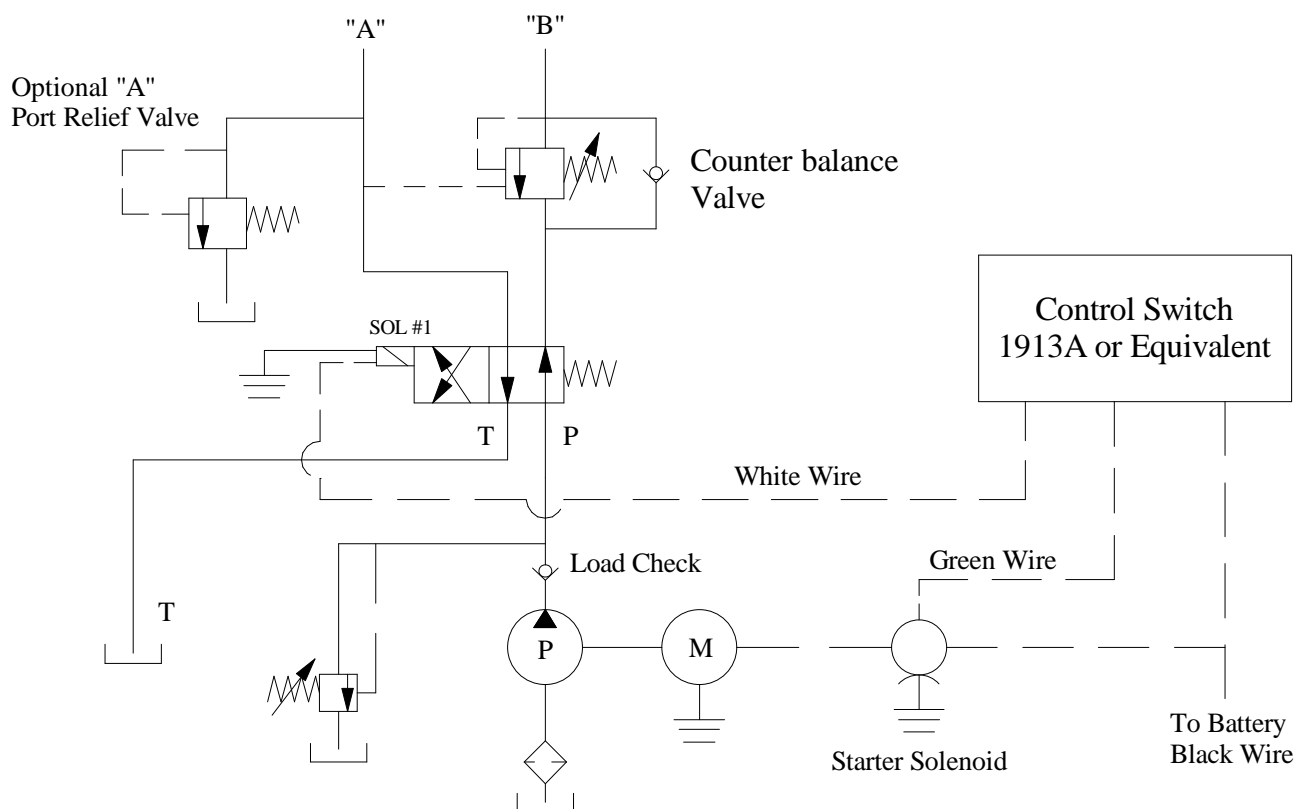 "A"
"B"
Optional "A"
Port Relief Valve
Counter balance
Valve
Control Switch
1913A or Equivalent
SOL #1
T
P
White Wire
Load Check
Green Wire
T
P
M
Starter Solenoid
To Battery
Black Wire